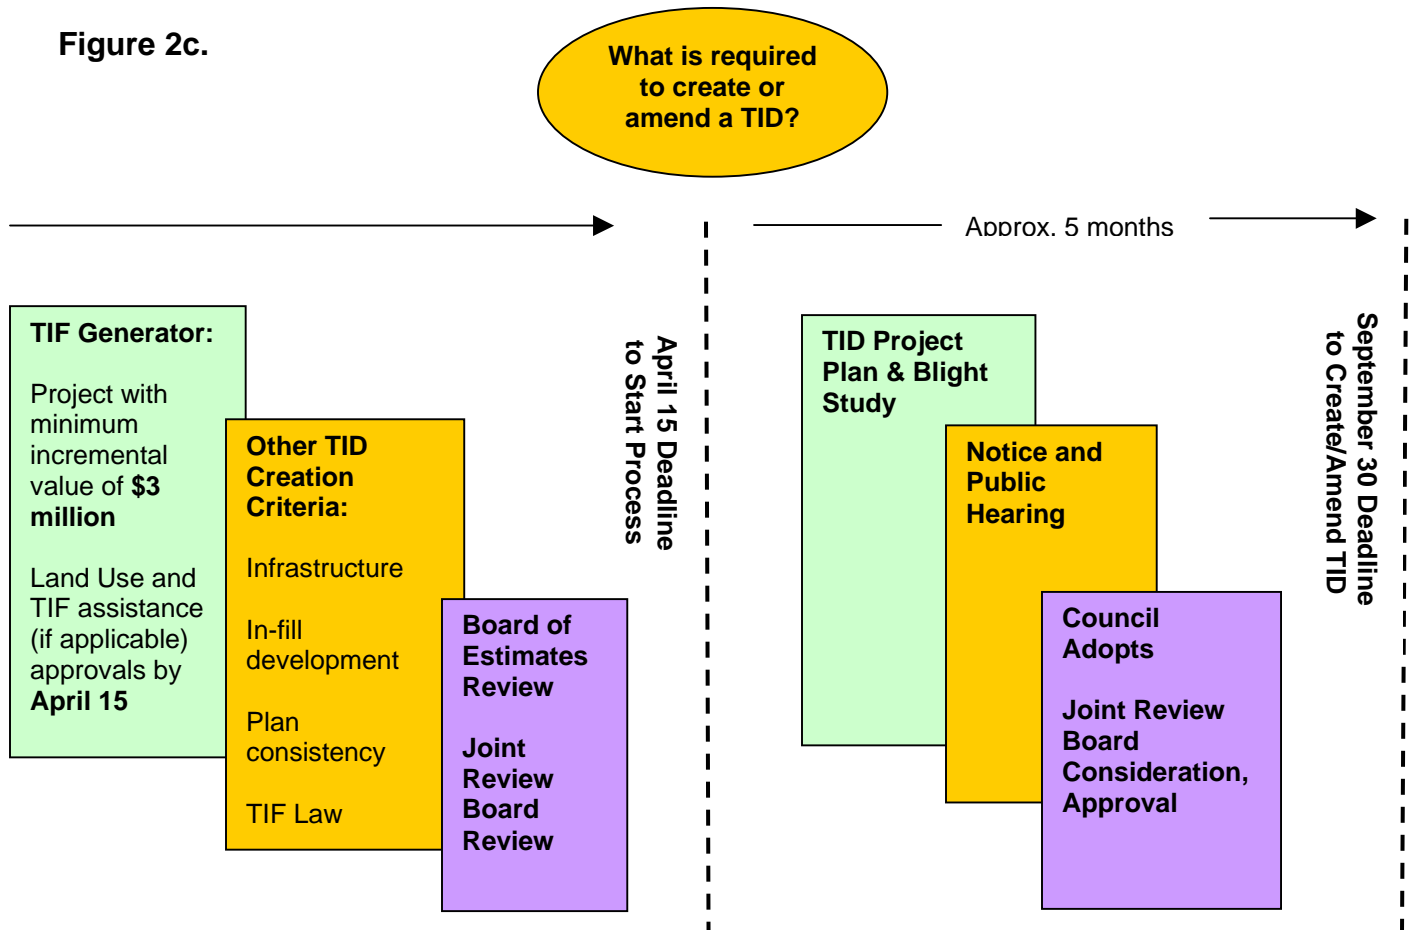 Figure 2c.
What is required
to create or
amend a TID?
Approx. 5 months
TIF Generator:
Project with
minimum
incremental
value of $3
million
Land Use and
TIF assistance
(if applicable)
approvals by
April 15
Other TID
Creation
Criteria:
Infrastructure
In-fill
development
Plan
consistency
TIF Law
Board of
Estimates
Review
Joint
Review
Board
Review
April 15 Deadline
to Start Process
TID Project
Plan & Blight
Study
Notice and
Public
Hearing
Council
Adopts
Joint Review
Board
Consideration,
Approval
September 30 Deadline
to Create/Amend TID